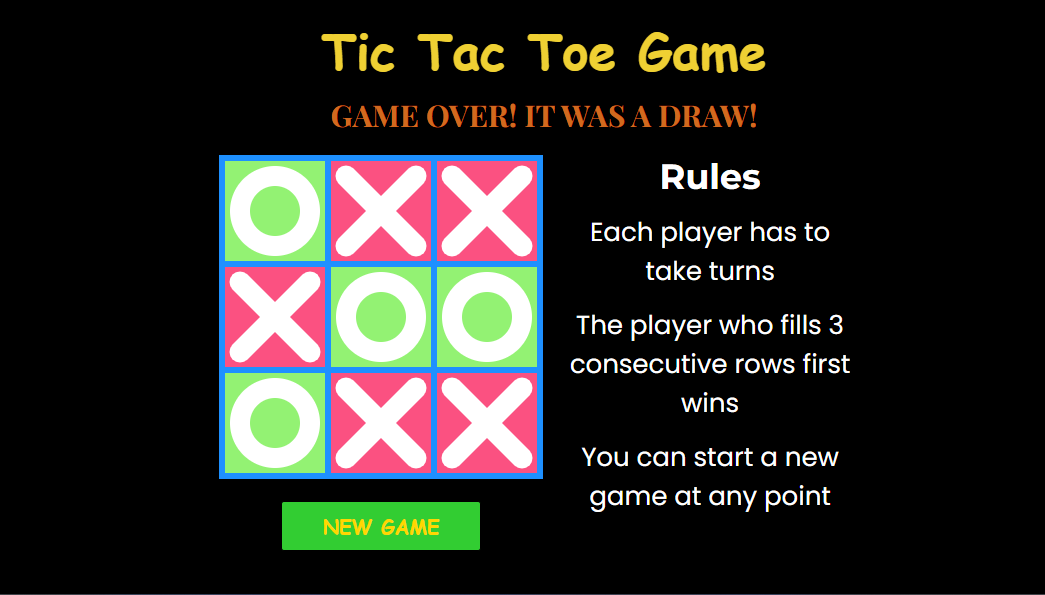 Tic Tac Toe Game
GAME OVER! IT WAS A DRAW!
Rules
Each player has to
take turns
The player who fills 3
consecutive rows first
wins
You can start a new
game at any point
NEW GAME